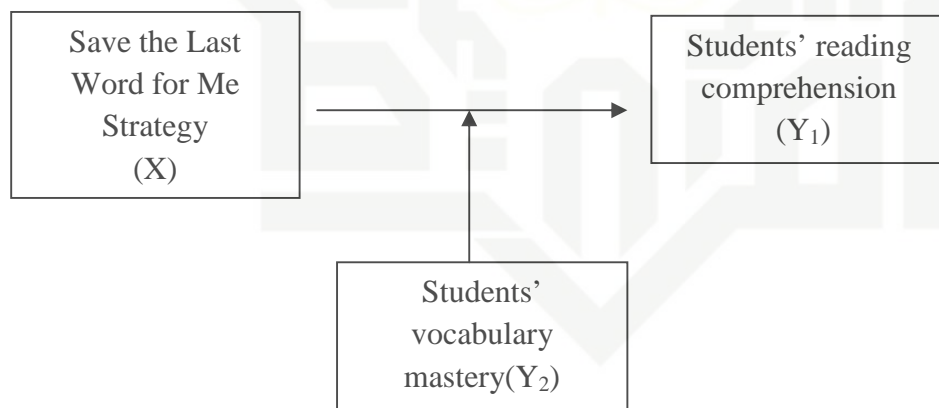 Save the Last
Word for Me
Strategy
(X)
Students’ reading
comprehension
(Y₁)
Students’
vocabulary
mastery(Y₂)